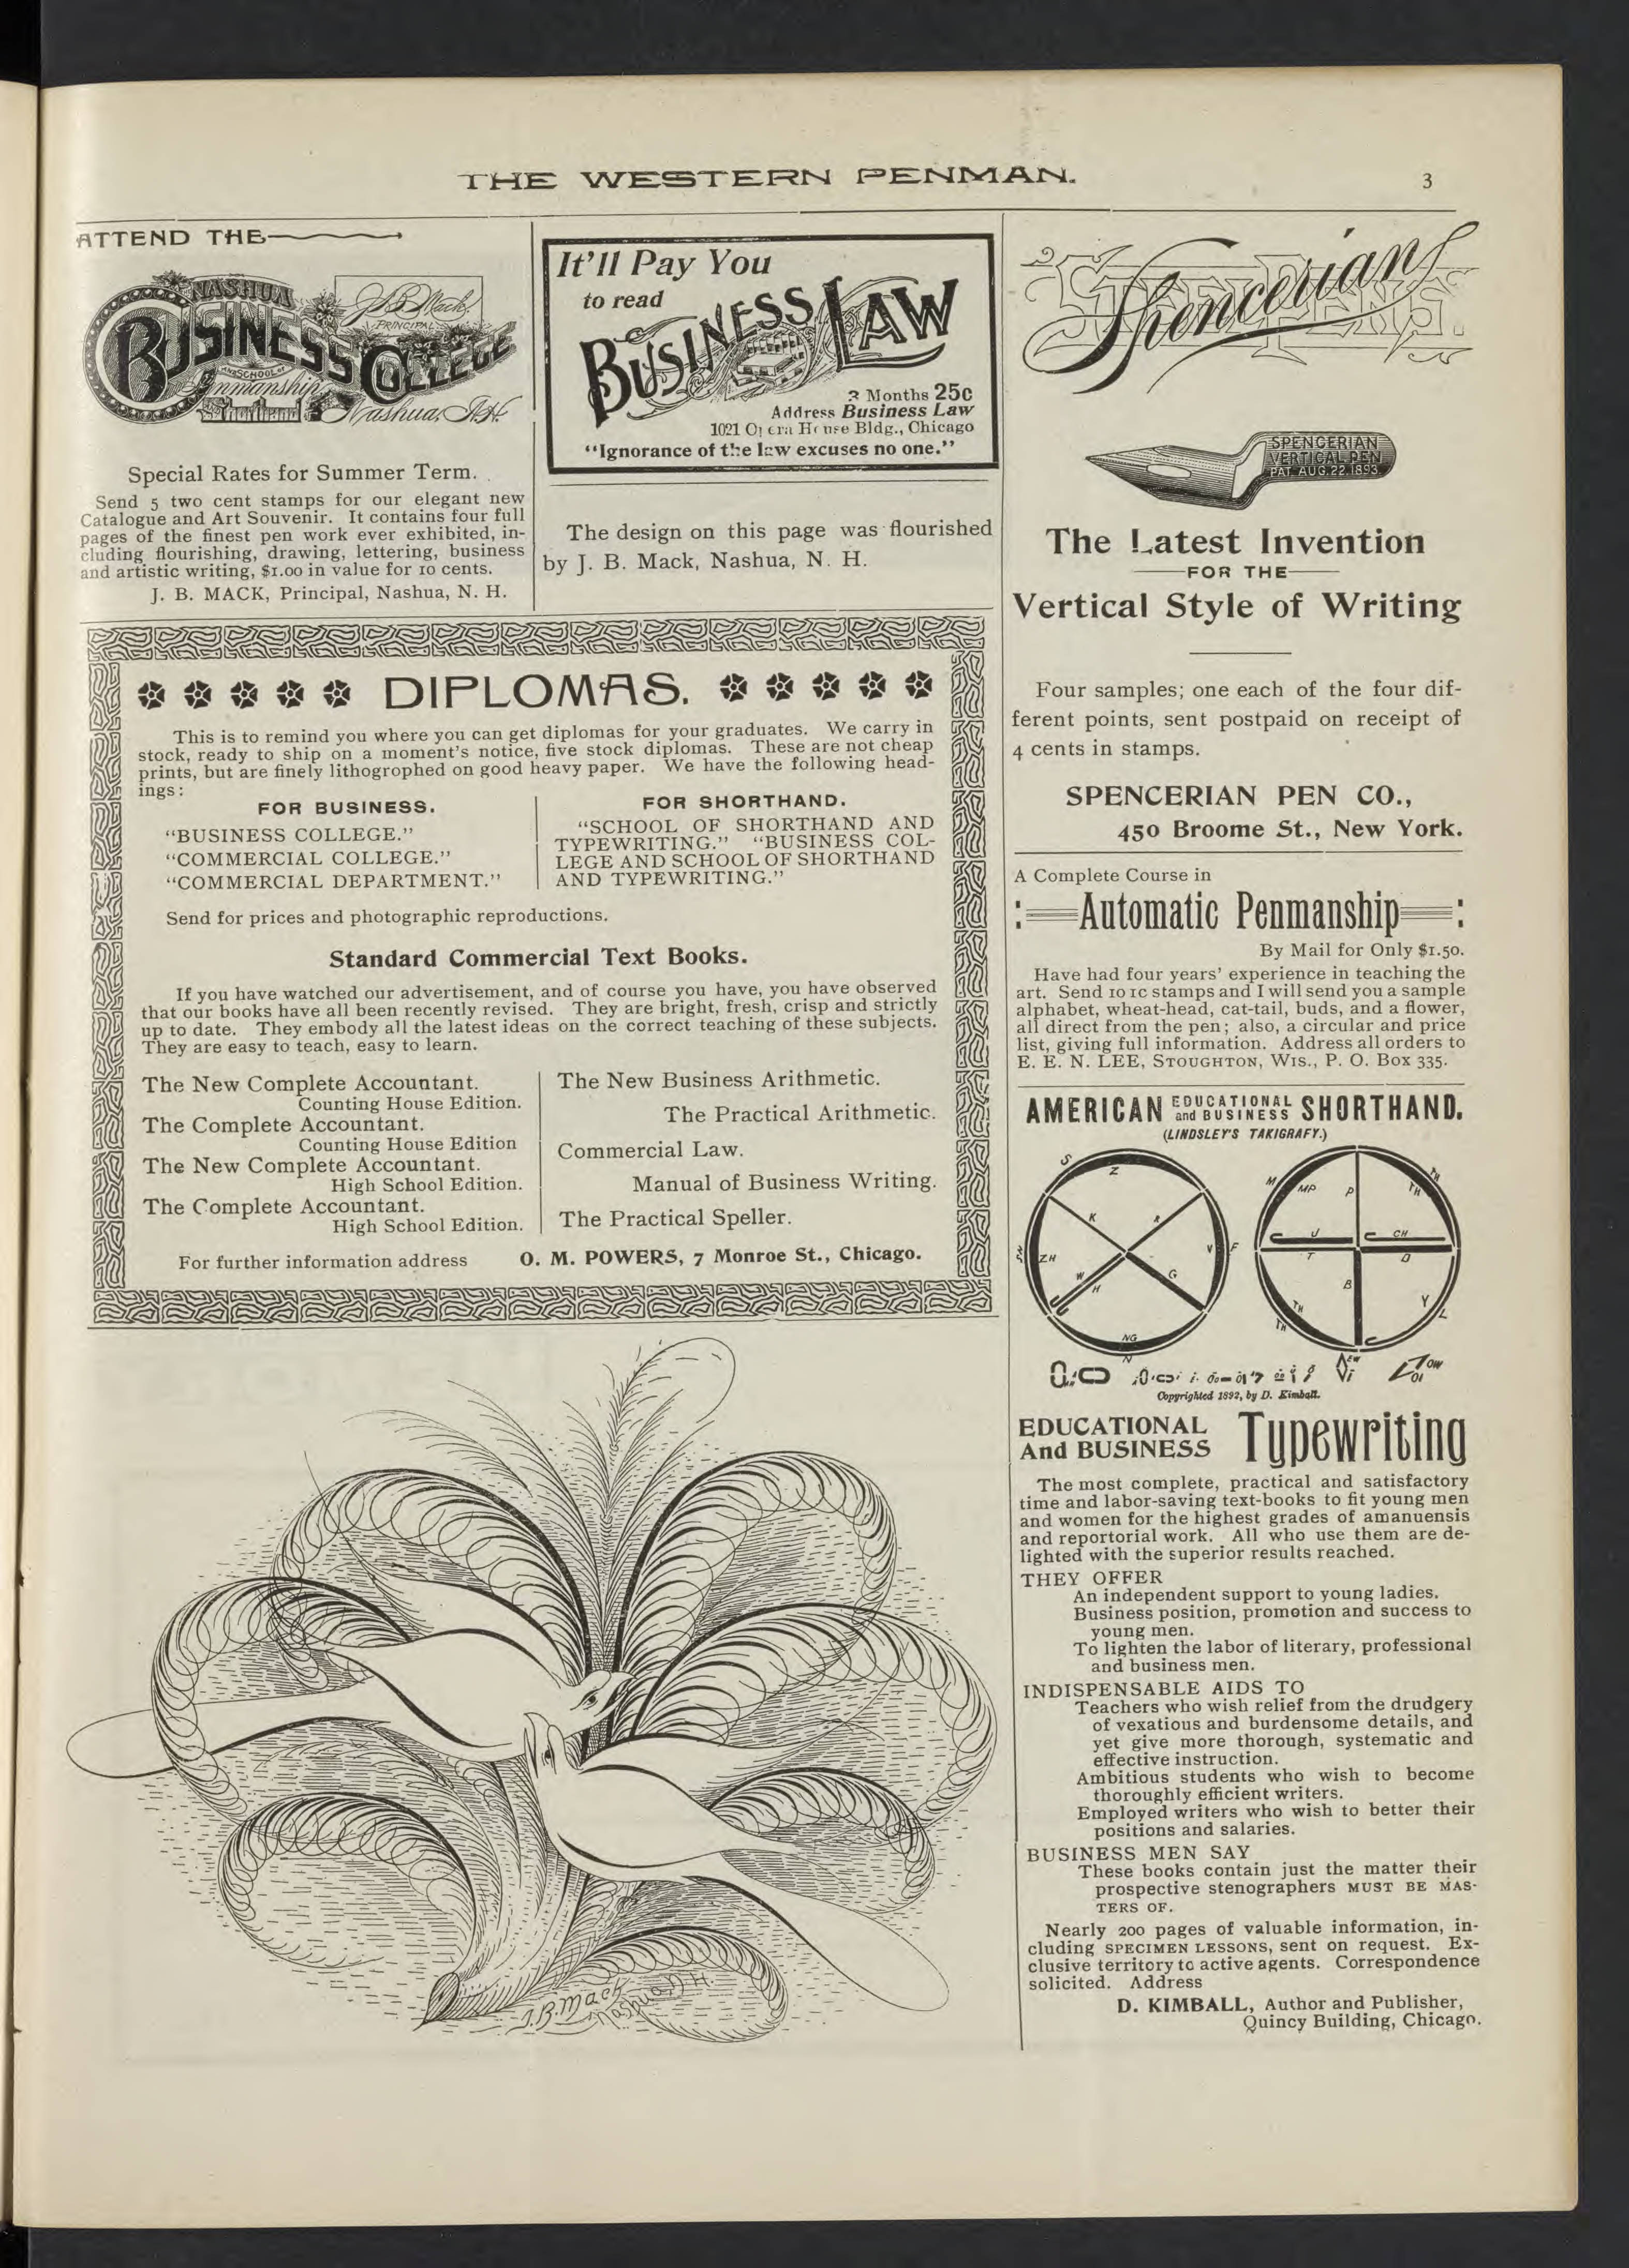 THE WESTERN PENMAN.
3
ATTEND THE
NASHUA
BUSINESS COLLEGE
J. B. Mack,
PRINCIPAL
AND SCHOOL OF
Penmanship
Shorthand
Nashua, N.H.
Special Rates for Summer Term.
Send 5 two cent stamps for our elegant new
Catalogue and Art Souvenir. It contains four full
pages of the finest pen work ever exhibited, in-
cluding flourishing, drawing, lettering, business
and artistic writing, $1.00 in value for 10 cents.
J. B. MACK, Principal, Nashua, N. H.
It'll Pay You
to read
BUSINESS LAW
3 Months 25c
Address Business Law
1021 Opera House Bldg., Chicago
"Ignorance of the law excuses no one."
The design on this page was flourished
by J. B. Mack, Nashua, N. H.
DIPLOMAS.
This is to remind you where you can get diplomas for your graduates. We carry in
stock, ready to ship on a moment's notice, five stock diplomas. These are not cheap
prints, but are finely lithogrophed on good heavy paper. We have the following head-
ings:
FOR BUSINESS.
"BUSINESS COLLEGE."
"COMMERCIAL COLLEGE."
"COMMERCIAL DEPARTMENT."
FOR SHORTHAND.
"SCHOOL OF SHORTHAND AND
TYPEWRITING." "BUSINESS COL-
LEGE AND SCHOOL OF SHORTHAND
AND TYPEWRITING."
Send for prices and photographic reproductions.
Standard Commercial Text Books.
If you have watched our advertisement, and of course you have, you have observed
that our books have all been recently revised. They are bright, fresh, crisp and strictly
up to date. They embody all the latest ideas on the correct teaching of these subjects.
They are easy to teach, easy to learn.
The New Complete Accountant.
Counting House Edition.
The Complete Accountant.
Counting House Edition
The New Complete Accountant.
High School Edition.
The Complete Accountant.
High School Edition.
The New Business Arithmetic.
The Practical Arithmetic.
Commercial Law.
Manual of Business Writing.
The Practical Speller.
For further information address O. M. POWERS, 7 Monroe St., Chicago.
J.B.Mack
Nashua, N.H.
Spencerian
STEEL PENS.
SPENCERIAN
VERTICAL PEN
PAT AUG.22.1893
The Latest Invention
FOR THE
Vertical Style of Writing
Four samples; one each of the four dif-
ferent points, sent postpaid on receipt of
4 cents in stamps.
SPENCERIAN PEN CO.,
450 Broome St., New York.
A Complete Course in
:Automatic Penmanship:
By Mail for Only $1.50.
Have had four years' experience in teaching the
art. Send 10 1c stamps and I will send you a sample
alphabet, wheat-head, cat-tail, buds, and a flower,
all direct from the pen; also, a circular and price
list, giving full information. Address all orders to
E. E. N. LEE, STOUGHTON, WIS., P. O. Box 335.
AMERICAN EDUCATIONAL and BUSINESS SHORTHAND.
(LINDSLEY'S TAKIGRAFY.)
S
Z
K
R
ZH
V F
W
H
G
NG
N
M
MP
P
TH
TH
J
CH
T
D
B
TH
TH
Y
L
OW
OI
Copyrighted 1892, by D. Kimball.
EDUCATIONAL
And BUSINESS Typewriting
The most complete, practical and satisfactory
time and labor-saving text-books to fit young men
and women for the highest grades of amanuensis
and reportorial work. All who use them are de-
lighted with the superior results reached.
THEY OFFER
An independent support to young ladies.
Business position, promotion and success to
young men.
To lighten the labor of literary, professional
and business men.
INDISPENSABLE AIDS TO
Teachers who wish relief from the drudgery
of vexatious and burdensome details, and
yet give more thorough, systematic and
effective instruction.
Ambitious students who wish to become
thoroughly efficient writers.
Employed writers who wish to better their
positions and salaries.
BUSINESS MEN SAY
These books contain just the matter their
prospective stenographers MUST BE MAS-
TERS OF.
Nearly 200 pages of valuable information, in-
cluding SPECIMEN LESSONS, sent on request. Ex-
clusive territory to active agents. Correspondence
solicited. Address
D. KIMBALL, Author and Publisher,
Quincy Building, Chicago.